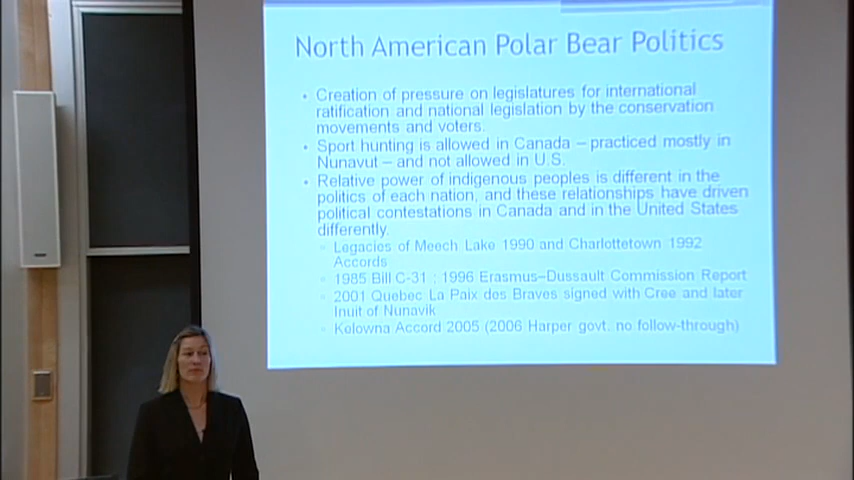 North American Polar Bear Politics
• Creation of pressure on legislatures for international
ratification and national legislation by the conservation
movements and voters.
• Sport hunting is allowed in Canada – practiced mostly in
Nunavut – and not allowed in U.S.
• Relative power of indigenous peoples is different in the
politics of each nation, and these relationships have driven
political contestations in Canada and in the United States
differently.
Legacies of Meech Lake 1990 and Charlottetown 1992
Accords
1985 Bill C-31 ; 1996 Erasmus–Dussault Commission Report
2001 Quebec La Paix des Braves signed with Cree and later
Inuit of Nunavik
Kelowna Accord 2005 (2006 Harper govt. no follow-through)